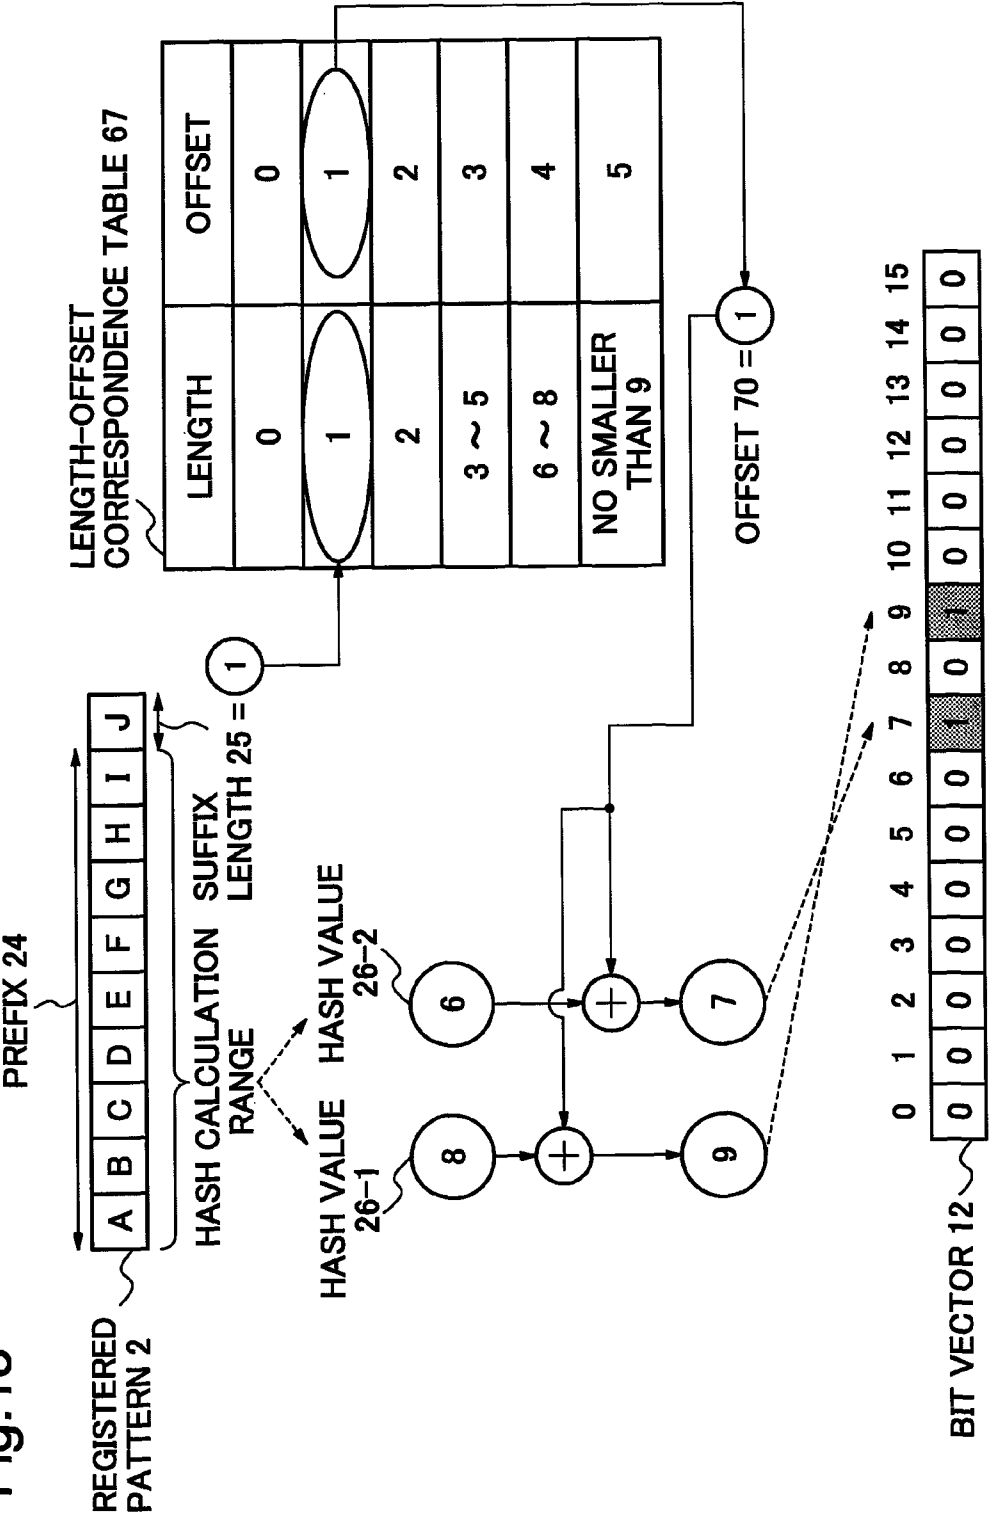 PREFIX 24
REGISTERED
PATTERN 2
A B C D E F G H I J
HASH CALCULATION
RANGE
SUFFIX
LENGTH 25 = 1
LENGTH-OFFSET
CORRESPONDENCE TABLE 67
LENGTH OFFSET
0 0
1 1
2 2
3 ~ 5 3
6 ~ 8 4
NO SMALLER
THAN 9 5
HASH VALUE
26-1
HASH VALUE
26-2
8 6
+ +
9 7
OFFSET 70 = 1
0 1 2 3 4 5 6 7 8 9 10 11 12 13 14 15
BIT VECTOR 12
0 0 0 0 0 0 0 1 0 1 0 0 0 0 0 0